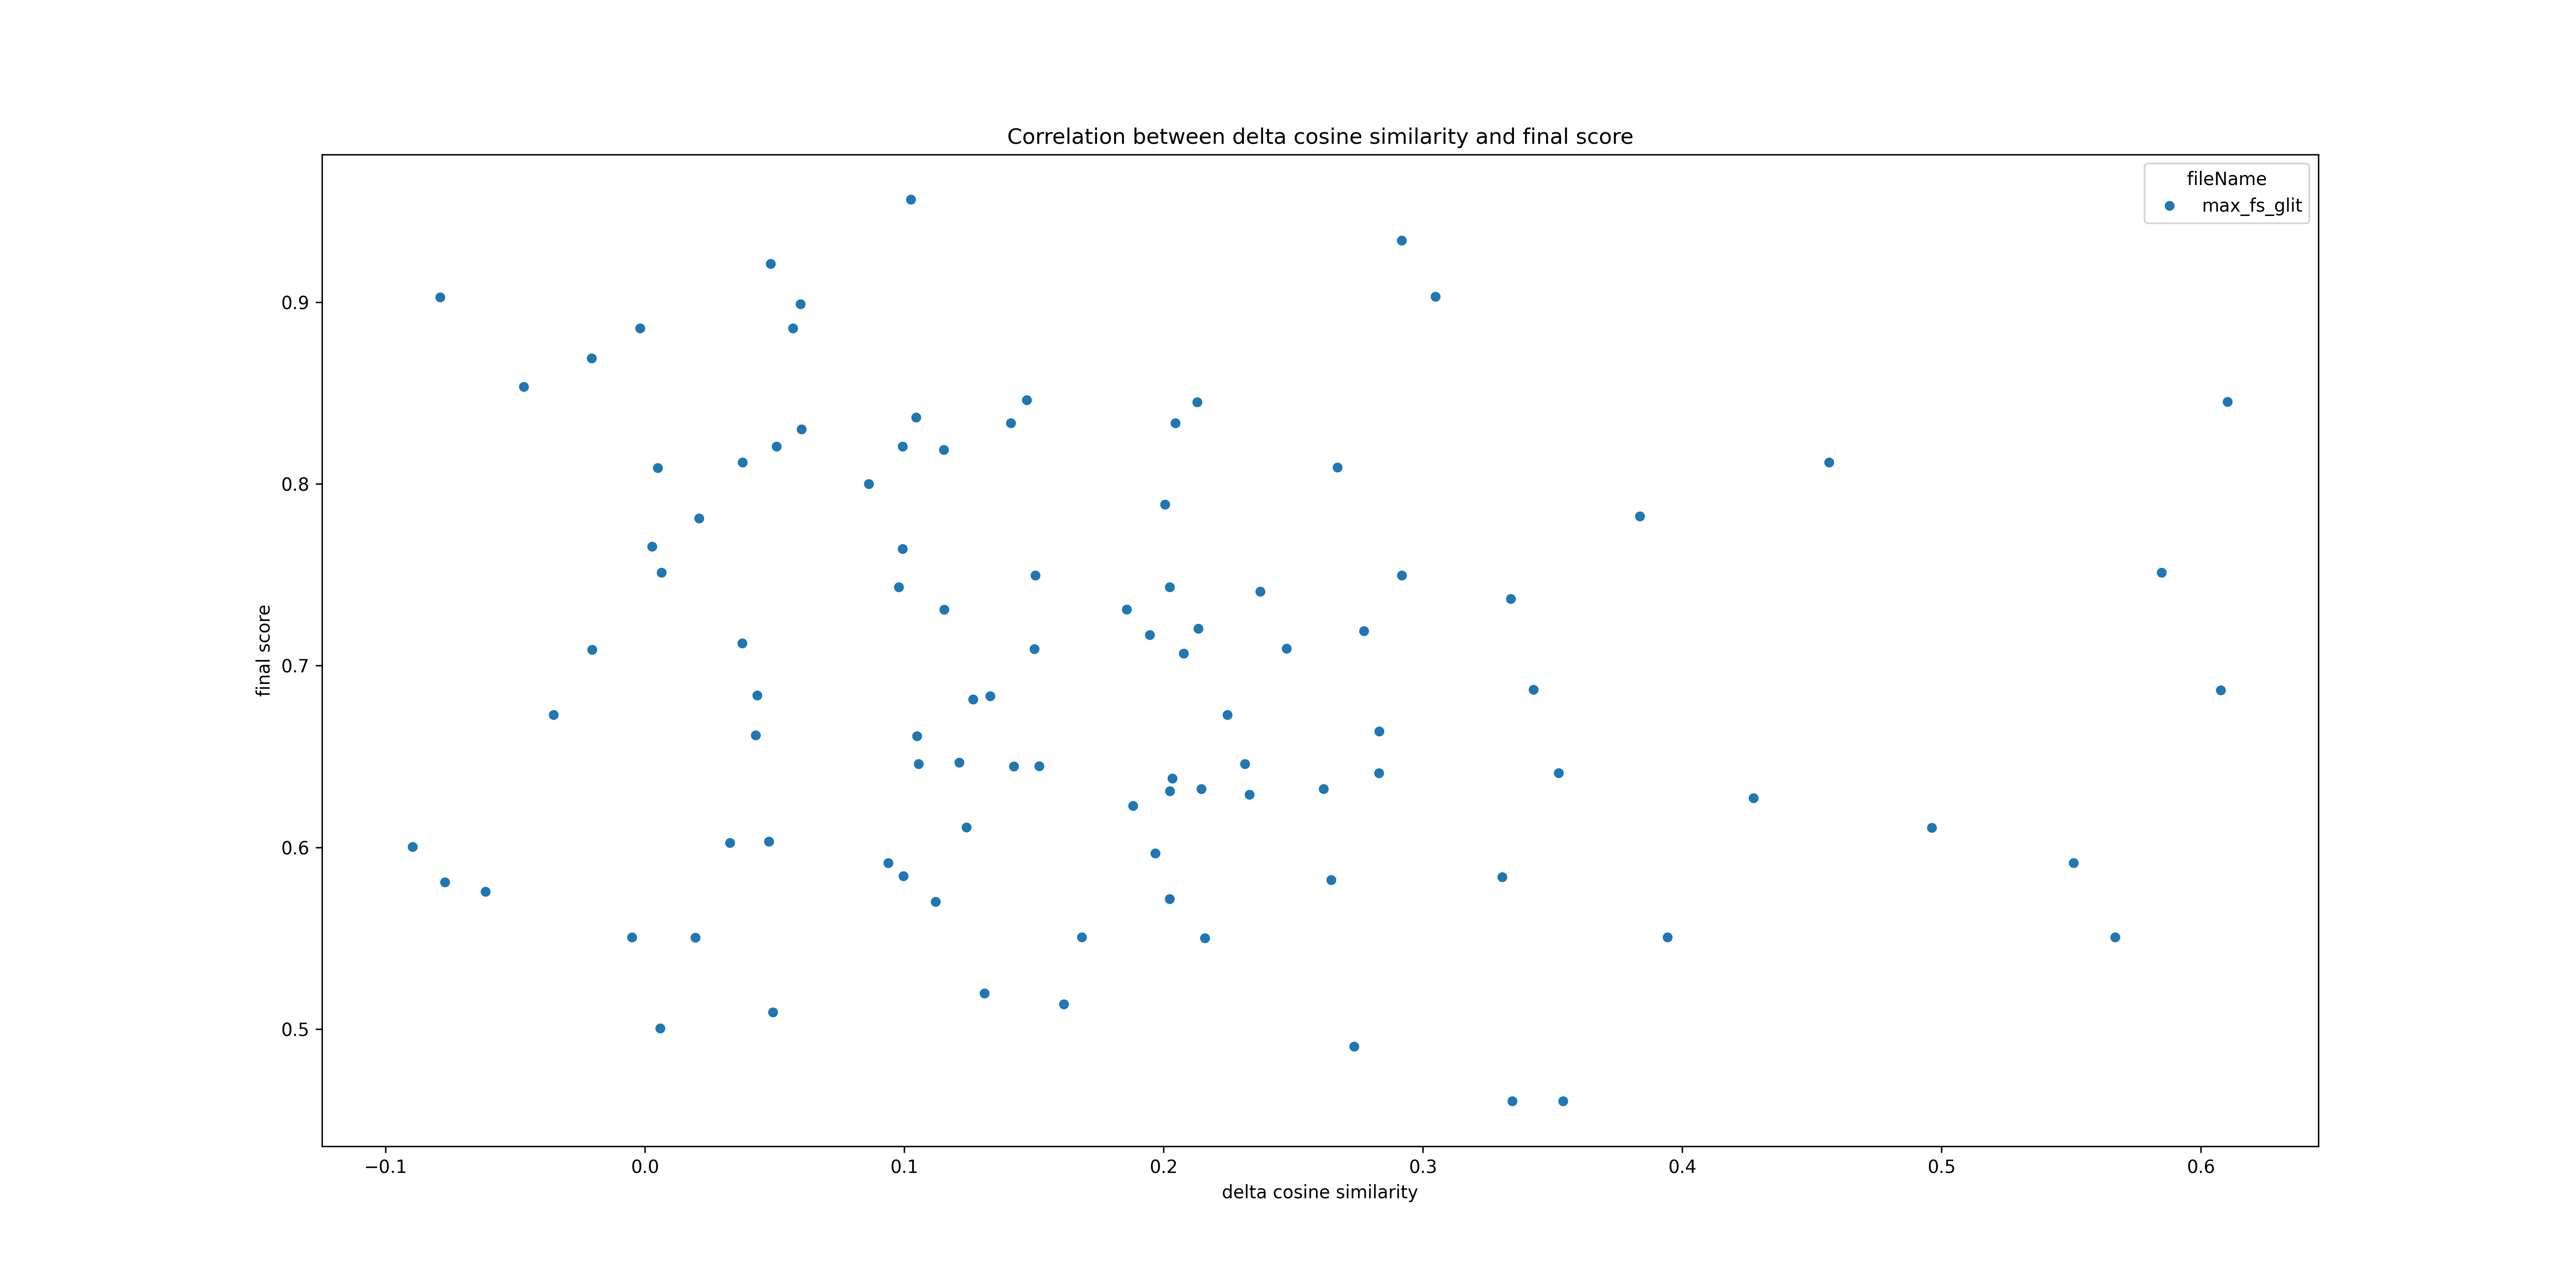 Correlation between delta cosine similarity and final score
fileName
max_fs_glit
final score
0.9
0.8
0.7
0.6
0.5
−0.1 0.0 0.1 0.2 0.3 0.4 0.5 0.6
delta cosine similarity